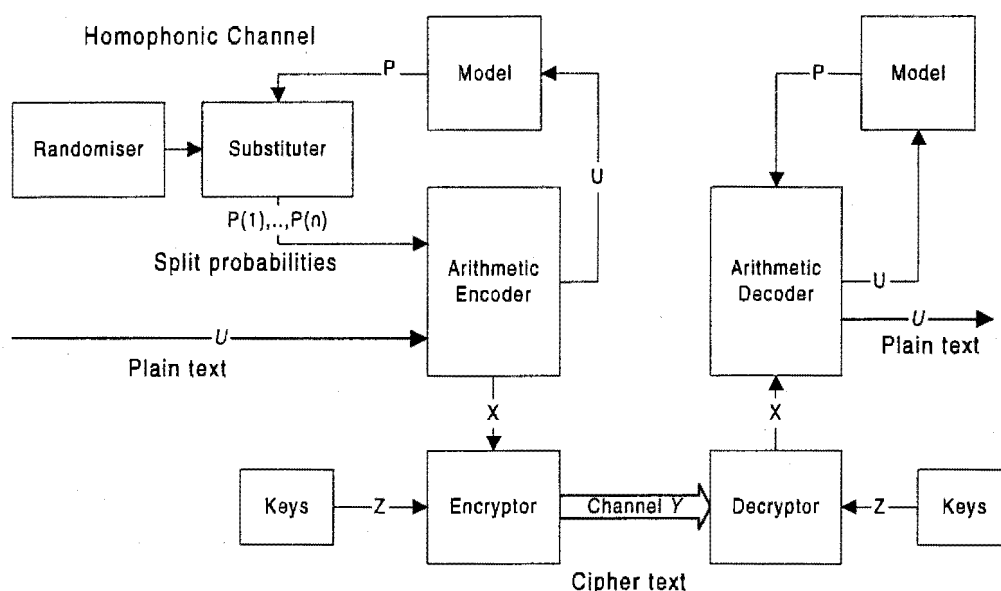 Homophonic Channel
P
Model
P
Model
Randomiser
Substituter
U
P(1),..,P(n)
Split probabilities
Arithmetic
Encoder
Arithmetic
Decoder
U
U
Plain text
U
Plain text
X
X
Keys
Z
Encryptor
Channel Y
Decryptor
Z
Keys
Cipher text